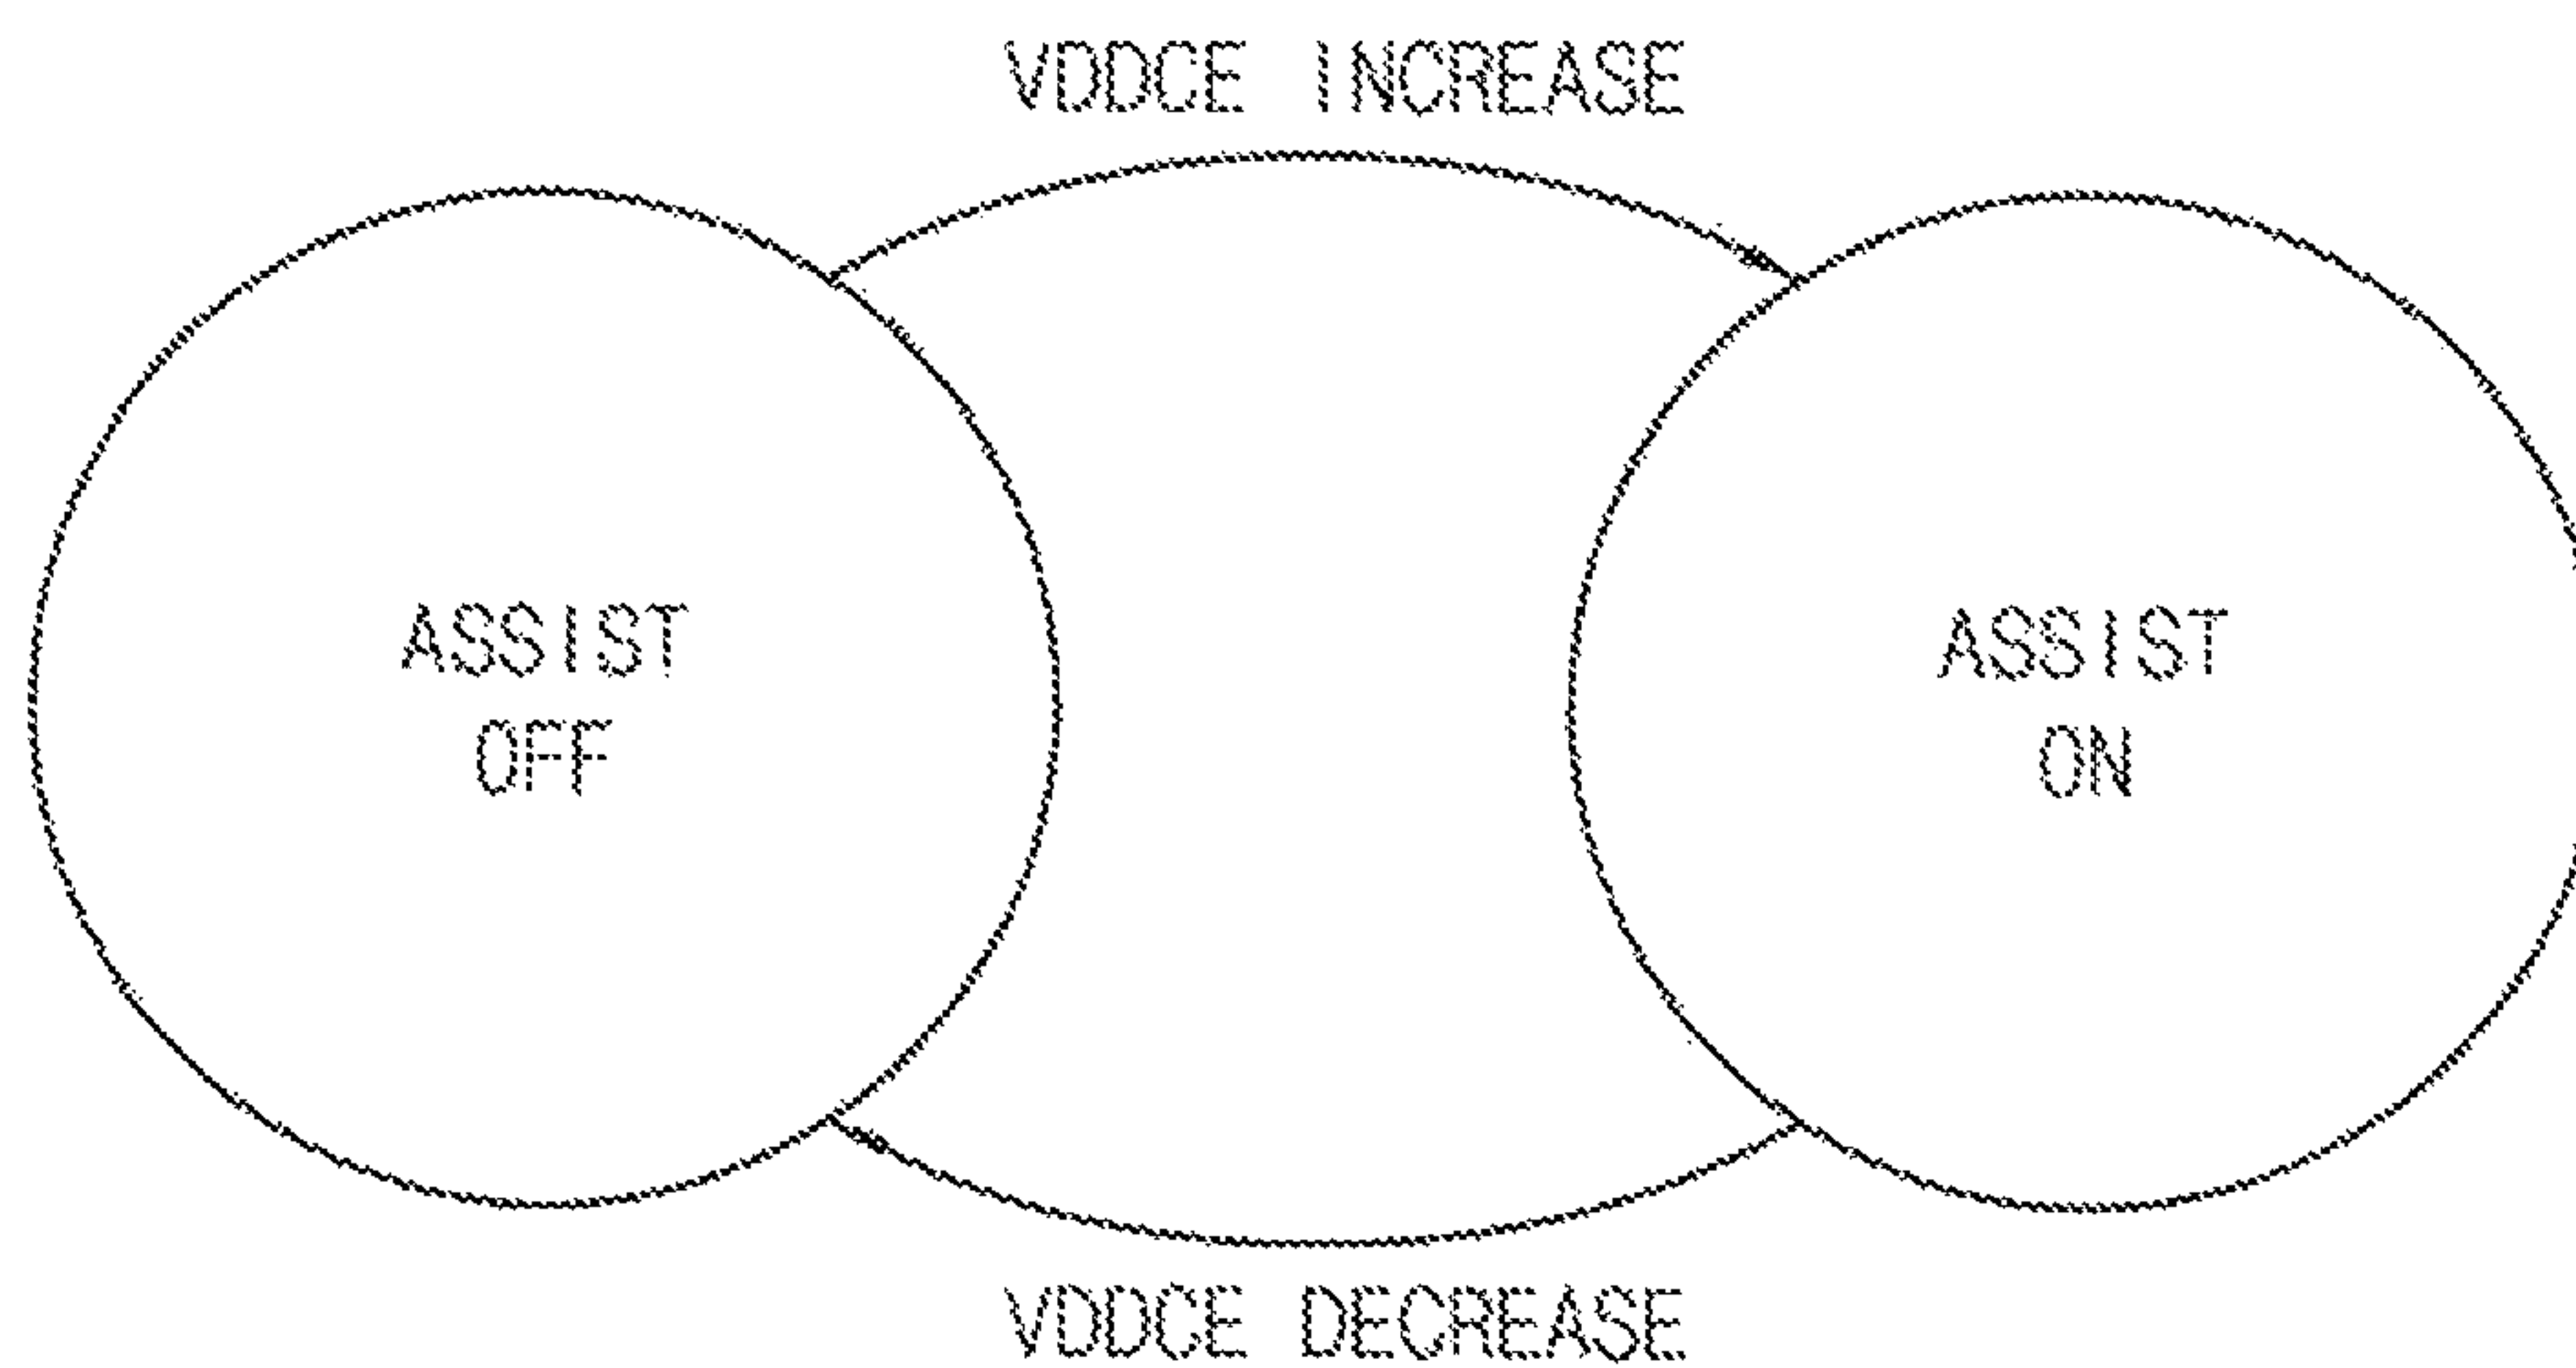 VDDCE INCREASE
ASSIST
OFF
ASSIST
ON
VDDCE DECREASE